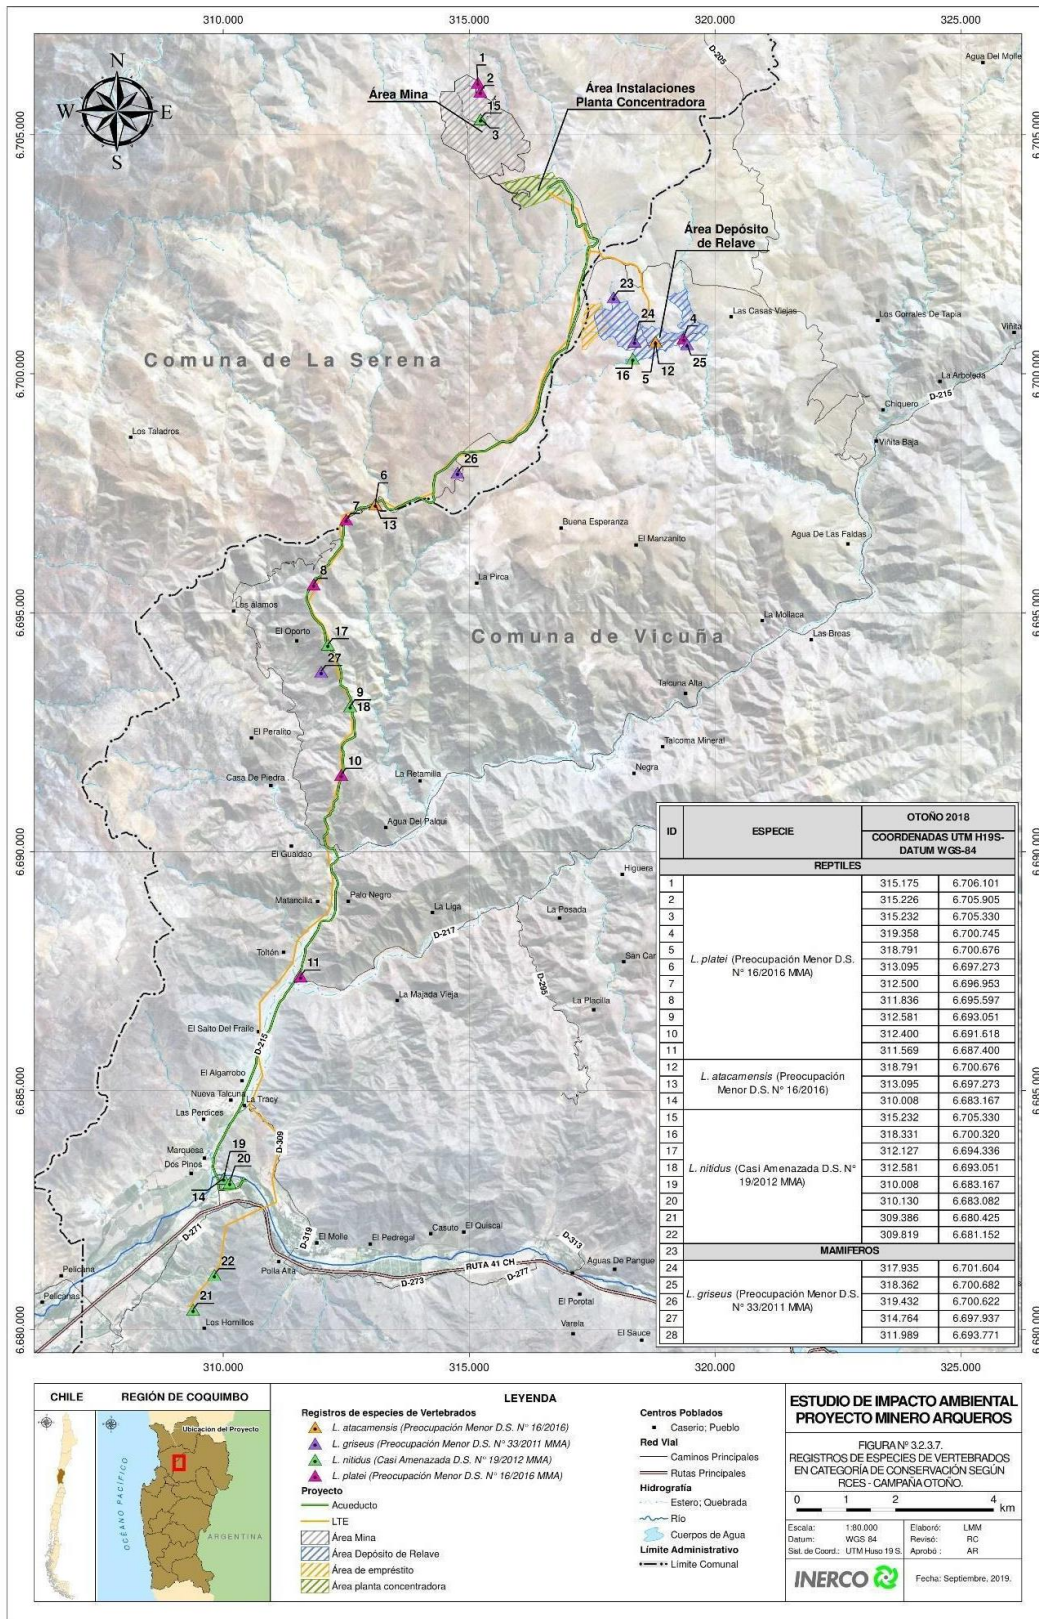 310.000
315.000
320.000
325.000
N
W E
S
1
2
Área Mina
15
3
Área Instalaciones
Planta Concentradora
D-205
Agua Del Molle
6.705.000
6.705.000
Área Depósito
de Relave
23
24
4
Las Casas Viejas
Los Corrales De Tapia
16
5
12
25
Comuna de La Serena
6.700.000
6.700.000
La Arboleda
D-215
Chiquero
Los Taladros
Viñita Baja
26
6
13
7
Buena Esperanza
El Manzanito
Agua De Las Faldas
8
La Pirca
Los álamos
6.695.000
6.695.000
La Mollaca
El Oporto
17
Comuna de Vicuña
Las Breas
27
9
18
Talcuna Alta
El Peralito
Talcoma Mineral
10
La Retamilla
Negra
Casa De Piedra
Agua Del Palqui
6.690.000
6.690.000
El Gualdao
Higuera
Matancilla
Palo Negro
La Liga
La Posada
D-217
Toltón
11
San Car
D-295
La Majada Vieja
La Placilla
El Salto Del Fraile
D-215
El Algarrobo
6.685.000
6.685.000
Nueva Talcuna
La Tracy
Las Perdices
D-309
Marquesa
19
Dos Pinos
20
14
D-271
D-319
El Molle
El Pedregal
Casuto
El Quiscal
D-313
Pelicana
22
Polla Alta
RUTA 41 CH
Aguas De Pangue
D-273
D-277
Pelicanas
21
El Porotal
Los Hornillos
Varela
El Sauce
6.680.000
6.680.000
310.000
315.000
320.000
325.000
ID ESPECIE OTOÑO 2018
COORDENADAS UTM H19S-
DATUM WGS-84
REPTILES
1 315.175 6.706.101
2 315.226 6.705.905
3 315.232 6.705.330
4 319.358 6.700.745
5 318.791 6.700.676
L. platei (Preocupación Menor D.S.
N° 16/2016 MMA)
6 313.095 6.697.273
7 312.500 6.696.953
8 311.836 6.695.597
9 312.581 6.693.051
10 312.400 6.691.618
11 311.569 6.687.400
12 318.791 6.700.676
L. atacamensis (Preocupación
Menor D.S. N° 16/2016)
13 313.095 6.697.273
14 310.008 6.683.167
15 315.232 6.705.330
16 318.331 6.700.320
17 312.127 6.694.336
L. nitidus (Casi Amenazada D.S. N°
19/2012 MMA)
18 312.581 6.693.051
19 310.008 6.683.167
20 310.130 6.683.082
21 309.386 6.680.425
22 309.819 6.681.152
23 MAMIFEROS
24 317.935 6.701.604
25 318.362 6.700.682
L. griseus (Preocupación Menor D.S.
N° 33/2011 MMA)
26 319.432 6.700.622
27 314.764 6.697.937
28 311.989 6.693.771
CHILE
REGIÓN DE COQUIMBO
Ubicación del Proyecto
OCÉANO PACÍFICO
ARGENTINA
LEYENDA
Registros de especies de Vertebrados
L. atacamensis (Preocupación Menor D.S. N° 16/2016)
L. griseus (Preocupación Menor D.S. N° 33/2011 MMA)
L. nitidus (Casi Amenazada D.S. N° 19/2012 MMA)
L. platei (Preocupación Menor D.S. N° 16/2016 MMA)
Proyecto
Acueducto
LTE
Área Mina
Área Depósito de Relave
Área de empréstito
Área planta concentradora
Centros Poblados
Caserio; Pueblo
Red Vial
Caminos Principales
Rutas Principales
Hidrografía
Estero; Quebrada
Río
Cuerpos de Agua
Límite Administrativo
Límite Comunal
ESTUDIO DE IMPACTO AMBIENTAL
PROYECTO MINERO ARQUEROS
FIGURA N° 3.2.3.7.
REGISTROS DE ESPECIES DE VERTEBRADOS
EN CATEGORÍA DE CONSERVACIÓN SEGÚN
RCES - CAMPAÑA OTOÑO.
0 1 2 4
km
Escala: 1:80.000
Datum: WGS 84
Sist. de Coord.: UTM Huso 19 S.
Elaboró: LMM
Revisó: RC
Aprobó: AR
INERCO
Fecha: Septiembre, 2019.